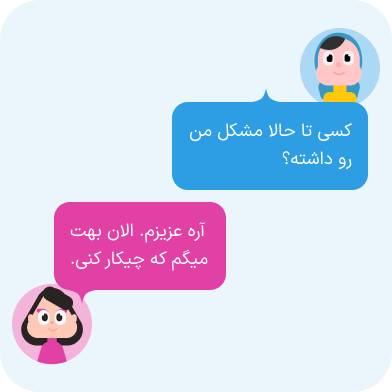 کسی تا حالا مشکل من
رو داشته؟
آره عزیزم. الان بهت
میگم که چیکار کنی.